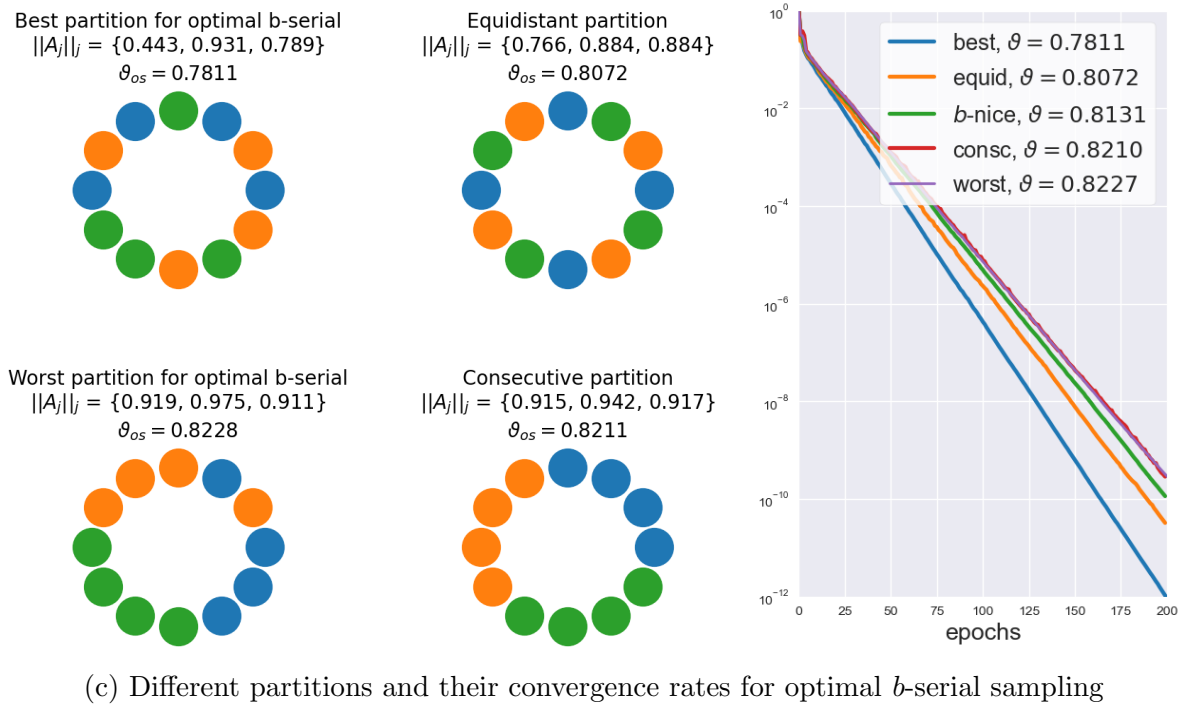 Best partition for optimal b-serial
||A_j||_j = {0.443, 0.931, 0.789}
ϑ_os = 0.7811
Equidistant partition
||A_j||_j = {0.766, 0.884, 0.884}
ϑ_os = 0.8072
Worst partition for optimal b-serial
||A_j||_j = {0.919, 0.975, 0.911}
ϑ_os = 0.8228
Consecutive partition
||A_j||_j = {0.915, 0.942, 0.917}
ϑ_os = 0.8211
10^0
10^-2
10^-4
10^-6
10^-8
10^-10
10^-12
best, ϑ = 0.7811
equid, ϑ = 0.8072
b-nice, ϑ = 0.8131
consc, ϑ = 0.8210
worst, ϑ = 0.8227
0 25 50 75 100 125 150 175 200
epochs
(c) Different partitions and their convergence rates for optimal b-serial sampling